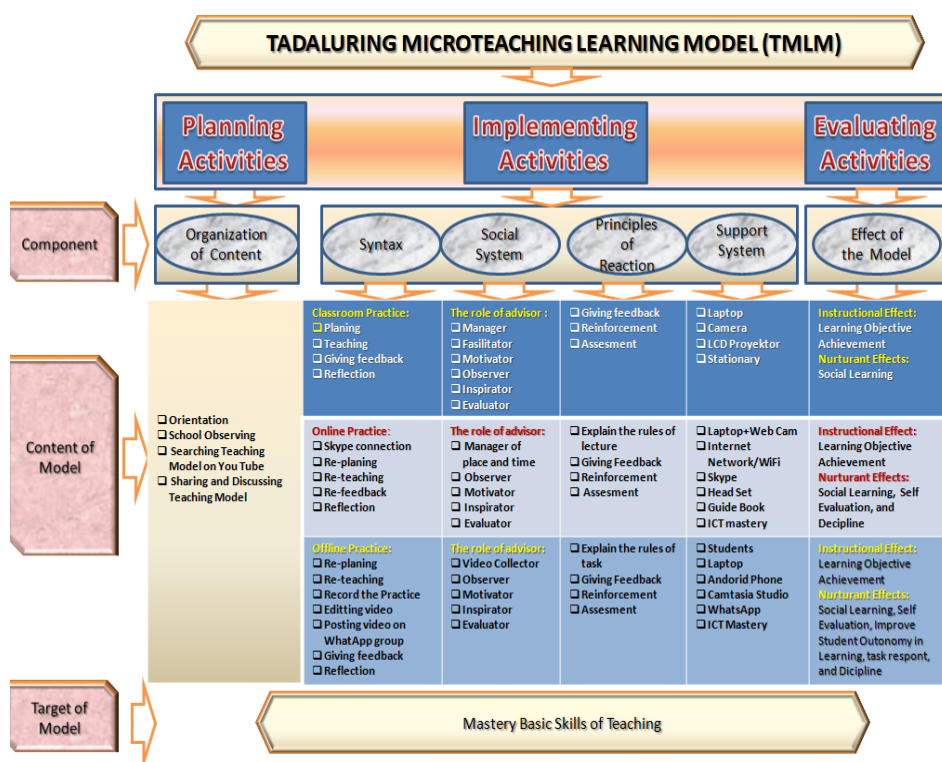 TADALURING MICROTEACHING LEARNING MODEL (TMLM)
Planning
Activities
Implementing
Activities
Evaluating
Activities
Component
Organization
of Content
Syntax
Social
System
Principles
of
Reaction
Support
System
Effect of
the Model
Content of
Model
Orientation
School Observing
Searching Teaching
Model on You Tube
Sharing and Discussing
Teaching Model
Classroom Practice:
Planing
Teaching
Giving feedback
Reflection
The role of advisor :
Manager
Fasilitator
Motivator
Observer
Inspirator
Evaluator
Giving feedback
Reinforcement
Assesment
Laptop
Camera
LCD Proyektor
Stationary
Instructional Effect:
Learning Objective
Achievement
Nurturant Effects:
Social Learning
Online Practice:
Skype connection
Re-planing
Re-teaching
Re-feedback
Reflection
The role of advisor:
Manager of
place and time
Observer
Motivator
Inspirator
Evaluator
Explain the rules of
lecture
Giving Feedback
Reinforcement
Assesment
Laptop+Web Cam
Internet
Network/WiFi
Skype
Head Set
Guide Book
ICT mastery
Instructional Effect:
Learning Objective
Achievement
Nurturant Effects:
Social Learning, Self
Evaluation, and
Decipline
Offline Practice:
Re-planing
Re-teaching
Record the Practice
Editting video
Posting video on
WhatApp group
Giving feedback
Reflection
The role of advisor:
Video Collector
Observer
Motivator
Inspirator
Evaluator
Explain the rules of
task
Giving Feedback
Reinforcement
Assesment
Students
Laptop
Andorid Phone
Camtasia Studio
WhatsApp
ICT Mastery
Instructional Effect:
Learning Objective
Achievement
Nurturant Effects:
Social Learning, Self
Evaluation, Improve
Student Outonomy in
Learning, task respont,
and Dicipline
Target of
Model
Mastery Basic Skills of Teaching